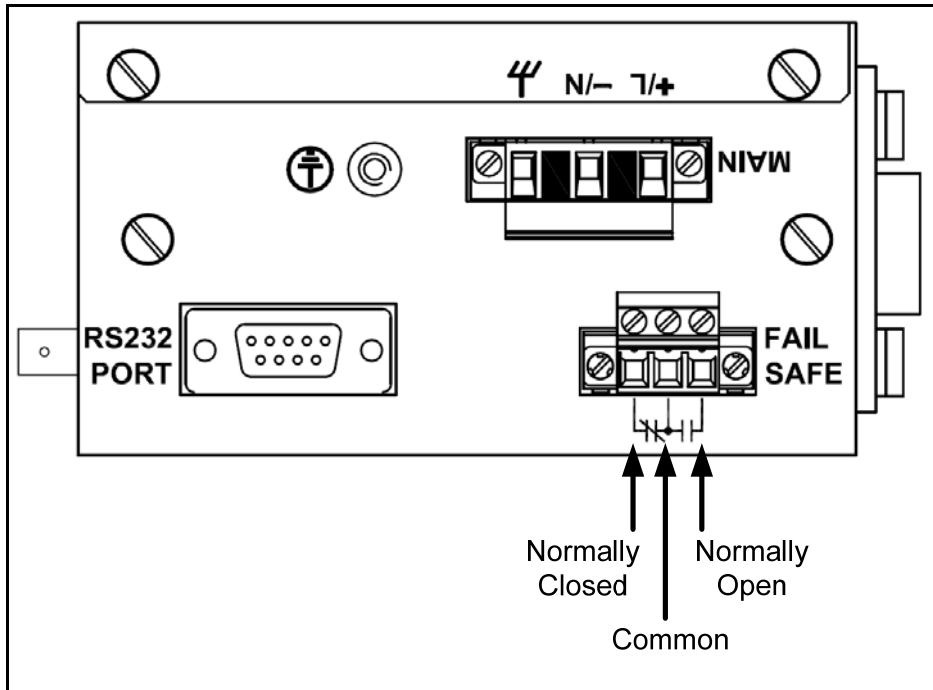 N/– L/+
MAIN
RS232
PORT
FAIL
SAFE
Normally
Closed
Normally
Open
Common